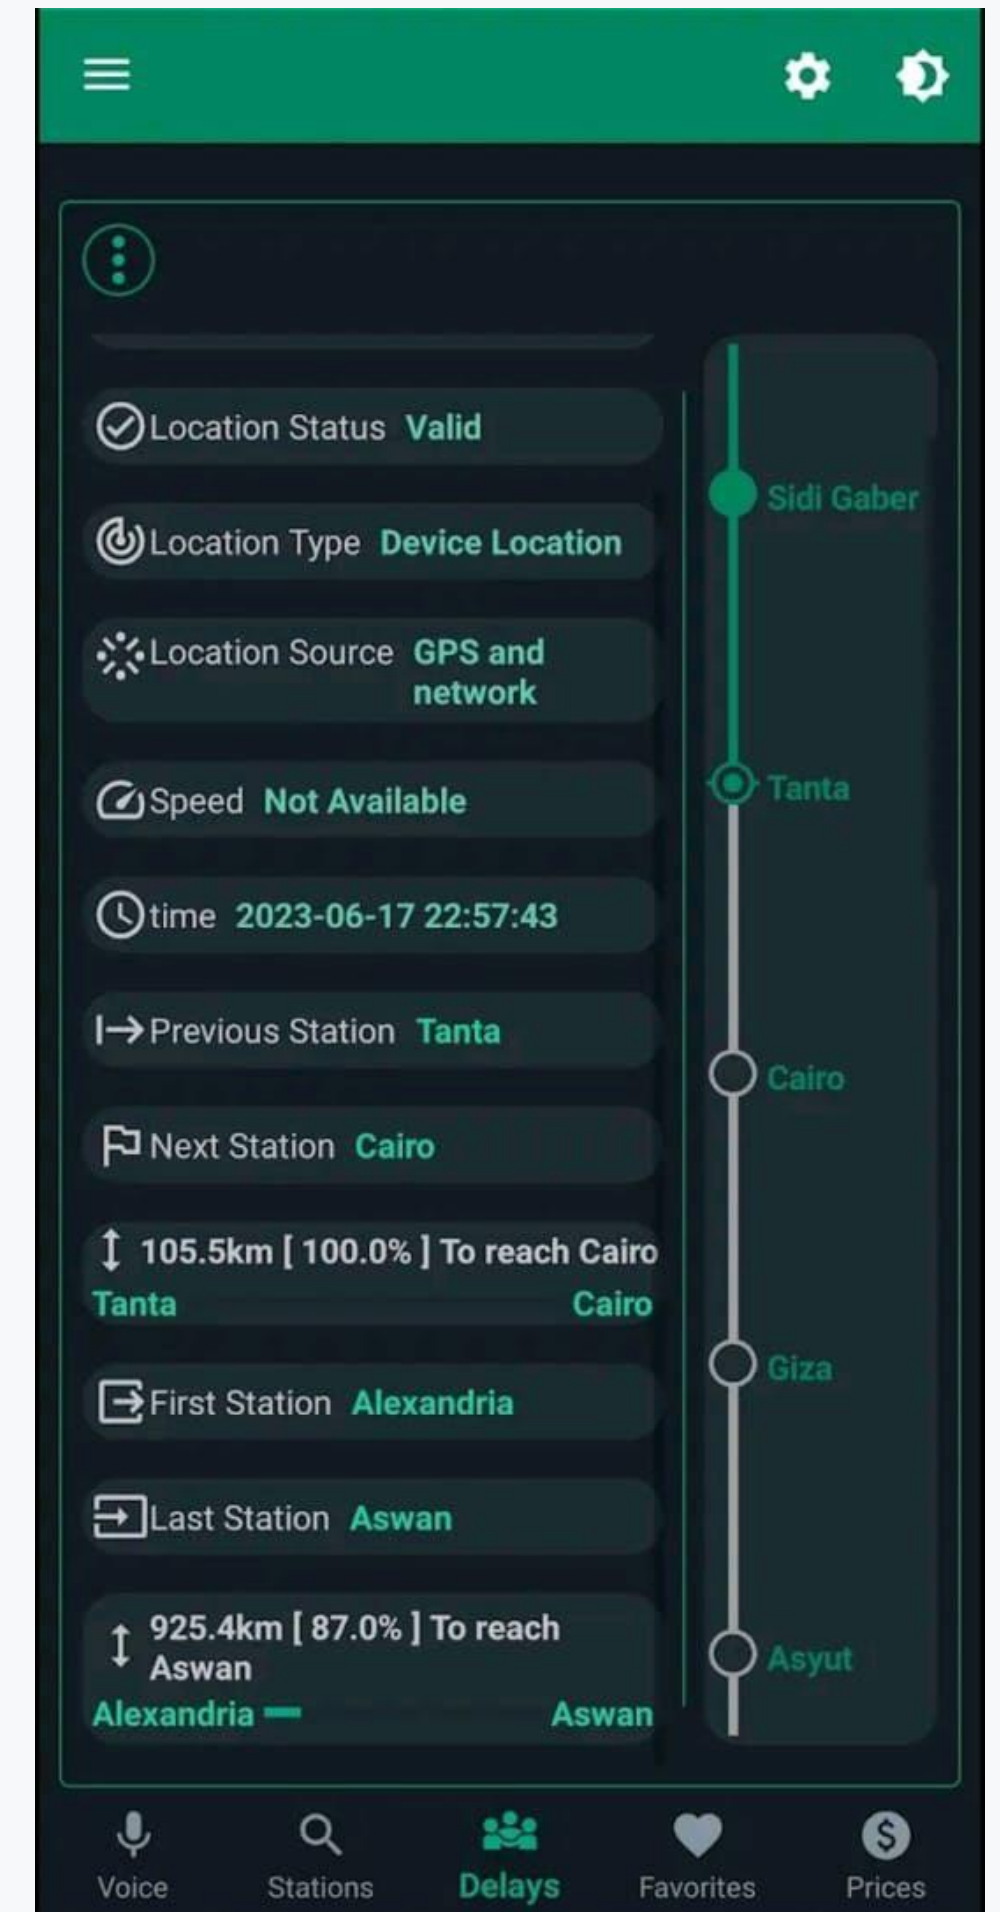 Location Status Valid
Location Type Device Location
Location Source GPS and
network
Speed Not Available
time 2023-06-17 22:57:43
Previous Station Tanta
Next Station Cairo
105.5km [ 100.0% ] To reach Cairo
Tanta Cairo
First Station Alexandria
Last Station Aswan
925.4km [ 87.0% ] To reach
Aswan
Alexandria Aswan
Sidi Gaber
Tanta
Cairo
Giza
Asyut
Voice Stations Delays Favorites Prices